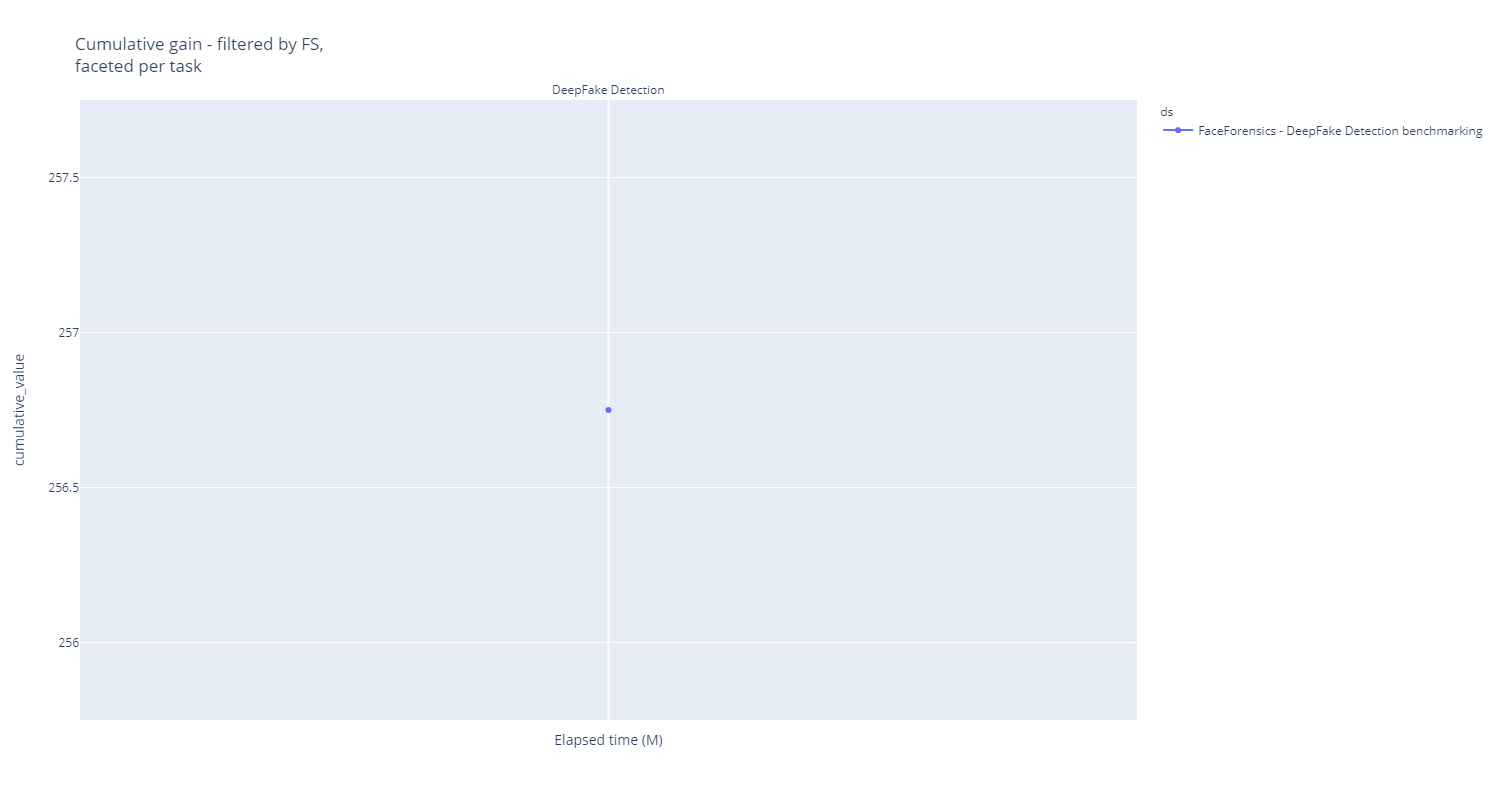 Cumulative gain - filtered by FS,
faceted per task
DeepFake Detection
ds
FaceForensics - DeepFake Detection benchmarking
257.5
257
256.5
256
cumulative_value
Elapsed time (M)